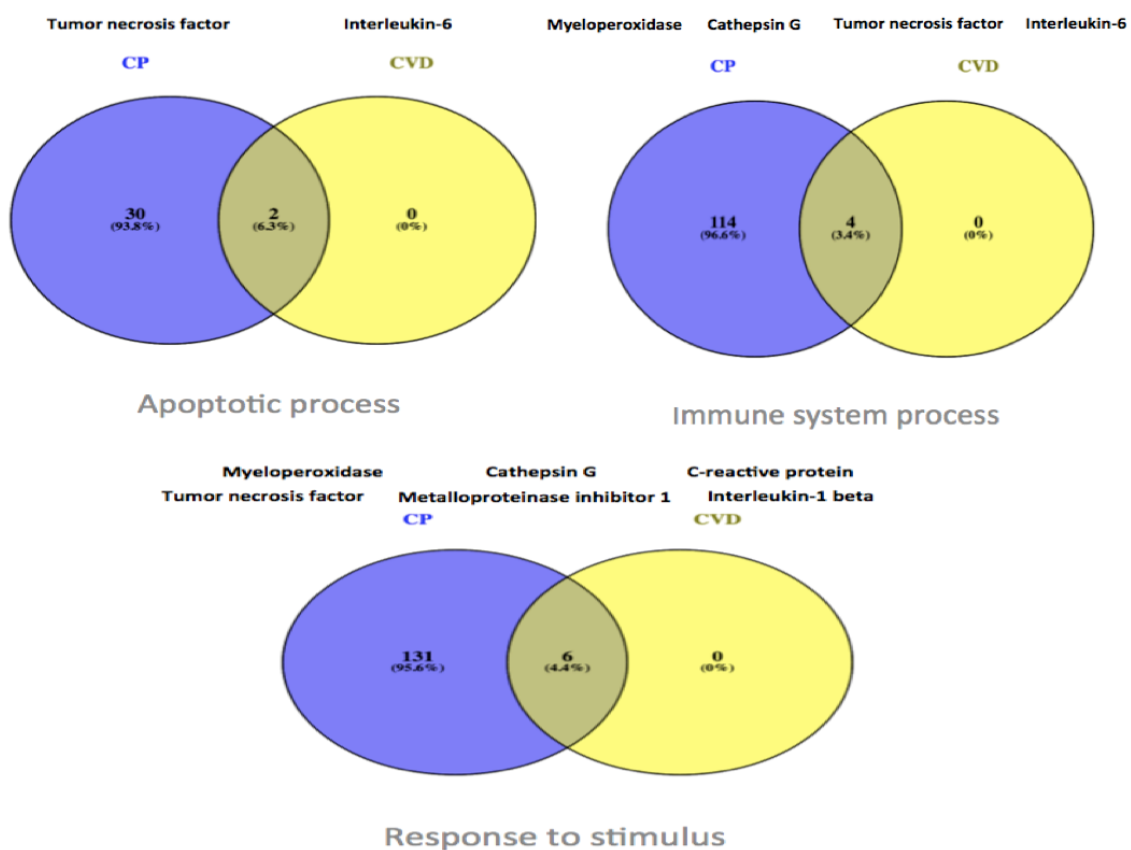 Tumor necrosis factor Interleukin-6
CP CVD
30 2 0
(93.8%) (6.3%) (0%)
Apoptotic process
Myeloperoxidase Cathepsin G Tumor necrosis factor Interleukin-6
CP CVD
114 4 0
(96.6%) (3.4%) (0%)
Immune system process
Myeloperoxidase Cathepsin G C-reactive protein
Tumor necrosis factor Metalloproteinase inhibitor 1 Interleukin-1 beta
CP CVD
131 6 0
(95.6%) (4.4%) (0%)
Response to stimulus